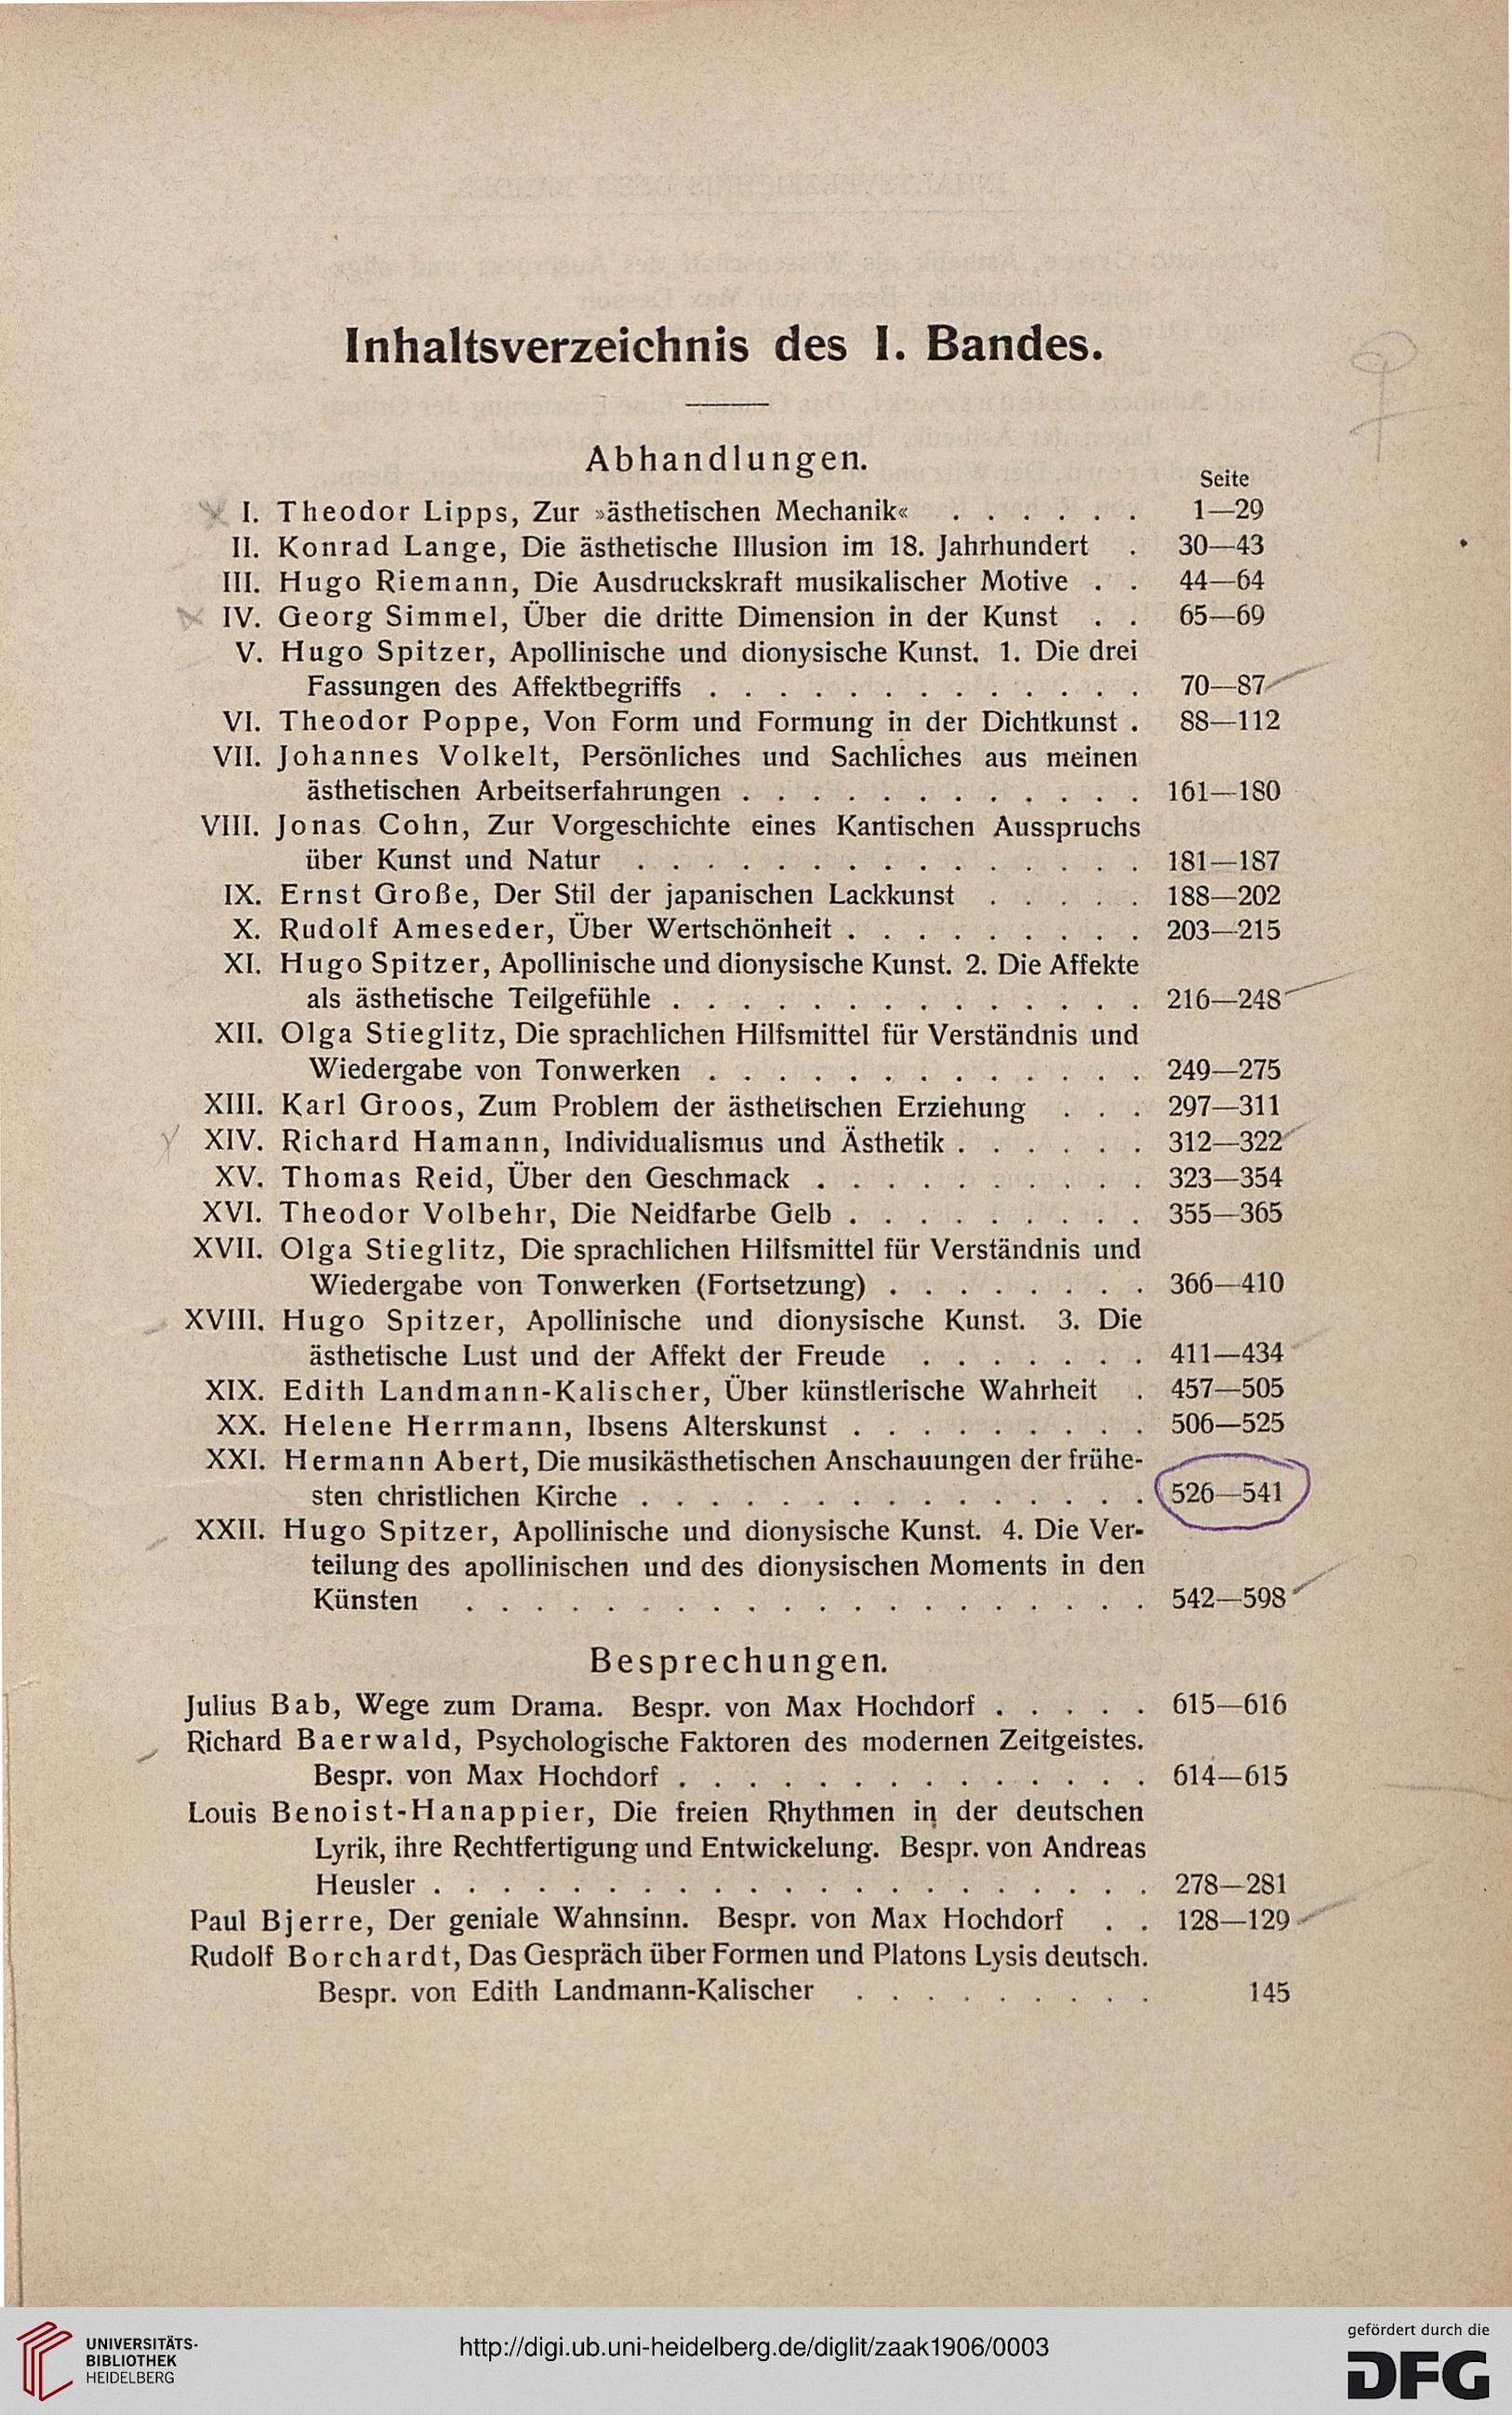 Inhaltsverzeichnis des I. Bandes.
Abhandlungen.
Seite
I. Theodor Lipps, Zur »ästhetischen Mechanik« . . . . . . 1—29
II. Konrad Lange, Die ästhetische Illusion im 18. Jahrhundert . 30—43
III. Hugo Riemann, Die Ausdruckskraft musikalischer Motive . . 44—64
IV. Georg Simmel, Über die dritte Dimension in der Kunst . . 65—69
V. Hugo Spitzer, Apollinische und dionysische Kunst. 1. Die drei
Fassungen des Affektbegriffs . . . . . . . . . . . . . 70—87
VI. Theodor Poppe, Von Form und Formung in der Dichtkunst . 88—112
VII. Johannes Volkelt, Persönliches und Sachliches aus meinen
ästhetischen Arbeitserfahrungen . . . . . . . . . . . . 161—180
VIII. Jonas Cohn, Zur Vorgeschichte eines Kantischen Ausspruchs
über Kunst und Natur . . . . . . . . . . . . . . . 181—187
IX. Ernst Große, Der Stil der japanischen Lackkunst . . . . . 188—202
X. Rudolf Ameseder, Über Wertschönheit . . . . . . . . . 203—215
XI. Hugo Spitzer, Apollinische und dionysische Kunst. 2. Die Affekte
als ästhetische Teilgefühle . . . . . . . . . . . . . . 216—248
XII. Olga Stieglitz, Die sprachlichen Hilfsmittel für Verständnis und
Wiedergabe von Tonwerken . . . . . . . . . . . . . 249—275
XIII. Karl Groos, Zum Problem der ästhetischen Erziehung . . . 297—311
XIV. Richard Hamann, Individualismus und Ästhetik . . . . . . 312—322
XV. Thomas Reid, Über den Geschmack . . . . . . . . . . 323—354
XVI. Theodor Volbehr, Die Neidfarbe Gelb . . . . . . . . . 355—365
XVII. Olga Stieglitz, Die sprachlichen Hilfsmittel für Verständnis und
Wiedergabe von Tonwerken (Fortsetzung) . . . . . . . . 366—410
XVIII. Hugo Spitzer, Apollinische und dionysische Kunst. 3. Die
ästhetische Lust und der Affekt der Freude . . . . . . . 411—434
XIX. Edith Landmann-Kalischer, Über künstlerische Wahrheit . 457—505
XX. Helene Herrmann, Ibsens Alterskunst . . . . . . . . . 506—525
XXI. Hermann Abert, Die musikästhetischen Anschauungen der frühe-
sten christlichen Kirche . . . . . . . . . . . . . . . 526—541
XXII. Hugo Spitzer, Apollinische und dionysische Kunst. 4. Die Ver-
teilung des apollinischen und des dionysischen Moments in den
Künsten . . . . . . . . . . . . . . . . . . . . 542—598
Besprechungen.
Julius Bab, Wege zum Drama. Bespr. von Max Hochdorf . . . . . 615—616
Richard Baerwald, Psychologische Faktoren des modernen Zeitgeistes.
Bespr. von Max Hochdorf . . . . . . . . . . . . . . 614—615
Louis Benoist-Hanappier, Die freien Rhythmen in der deutschen
Lyrik, ihre Rechtfertigung und Entwickelung. Bespr. von Andreas
Heusler . . . . . . . . . . . . . . . . . . . . . 278—281
Paul Bjerre, Der geniale Wahnsinn. Bespr. von Max Hochdorf . . 128—129
Rudolf Borchardt, Das Gespräch über Formen und Platons Lysis deutsch.
Bespr. von Edith Landmann-Kalischer . . . . . . . . . 145
UNIVERSITÄTS-
BIBLIOTHEK
HEIDELBERG
http://digi.ub.uni-heidelberg.de/diglit/zaak1906/0003
gefördert durch die
DFG